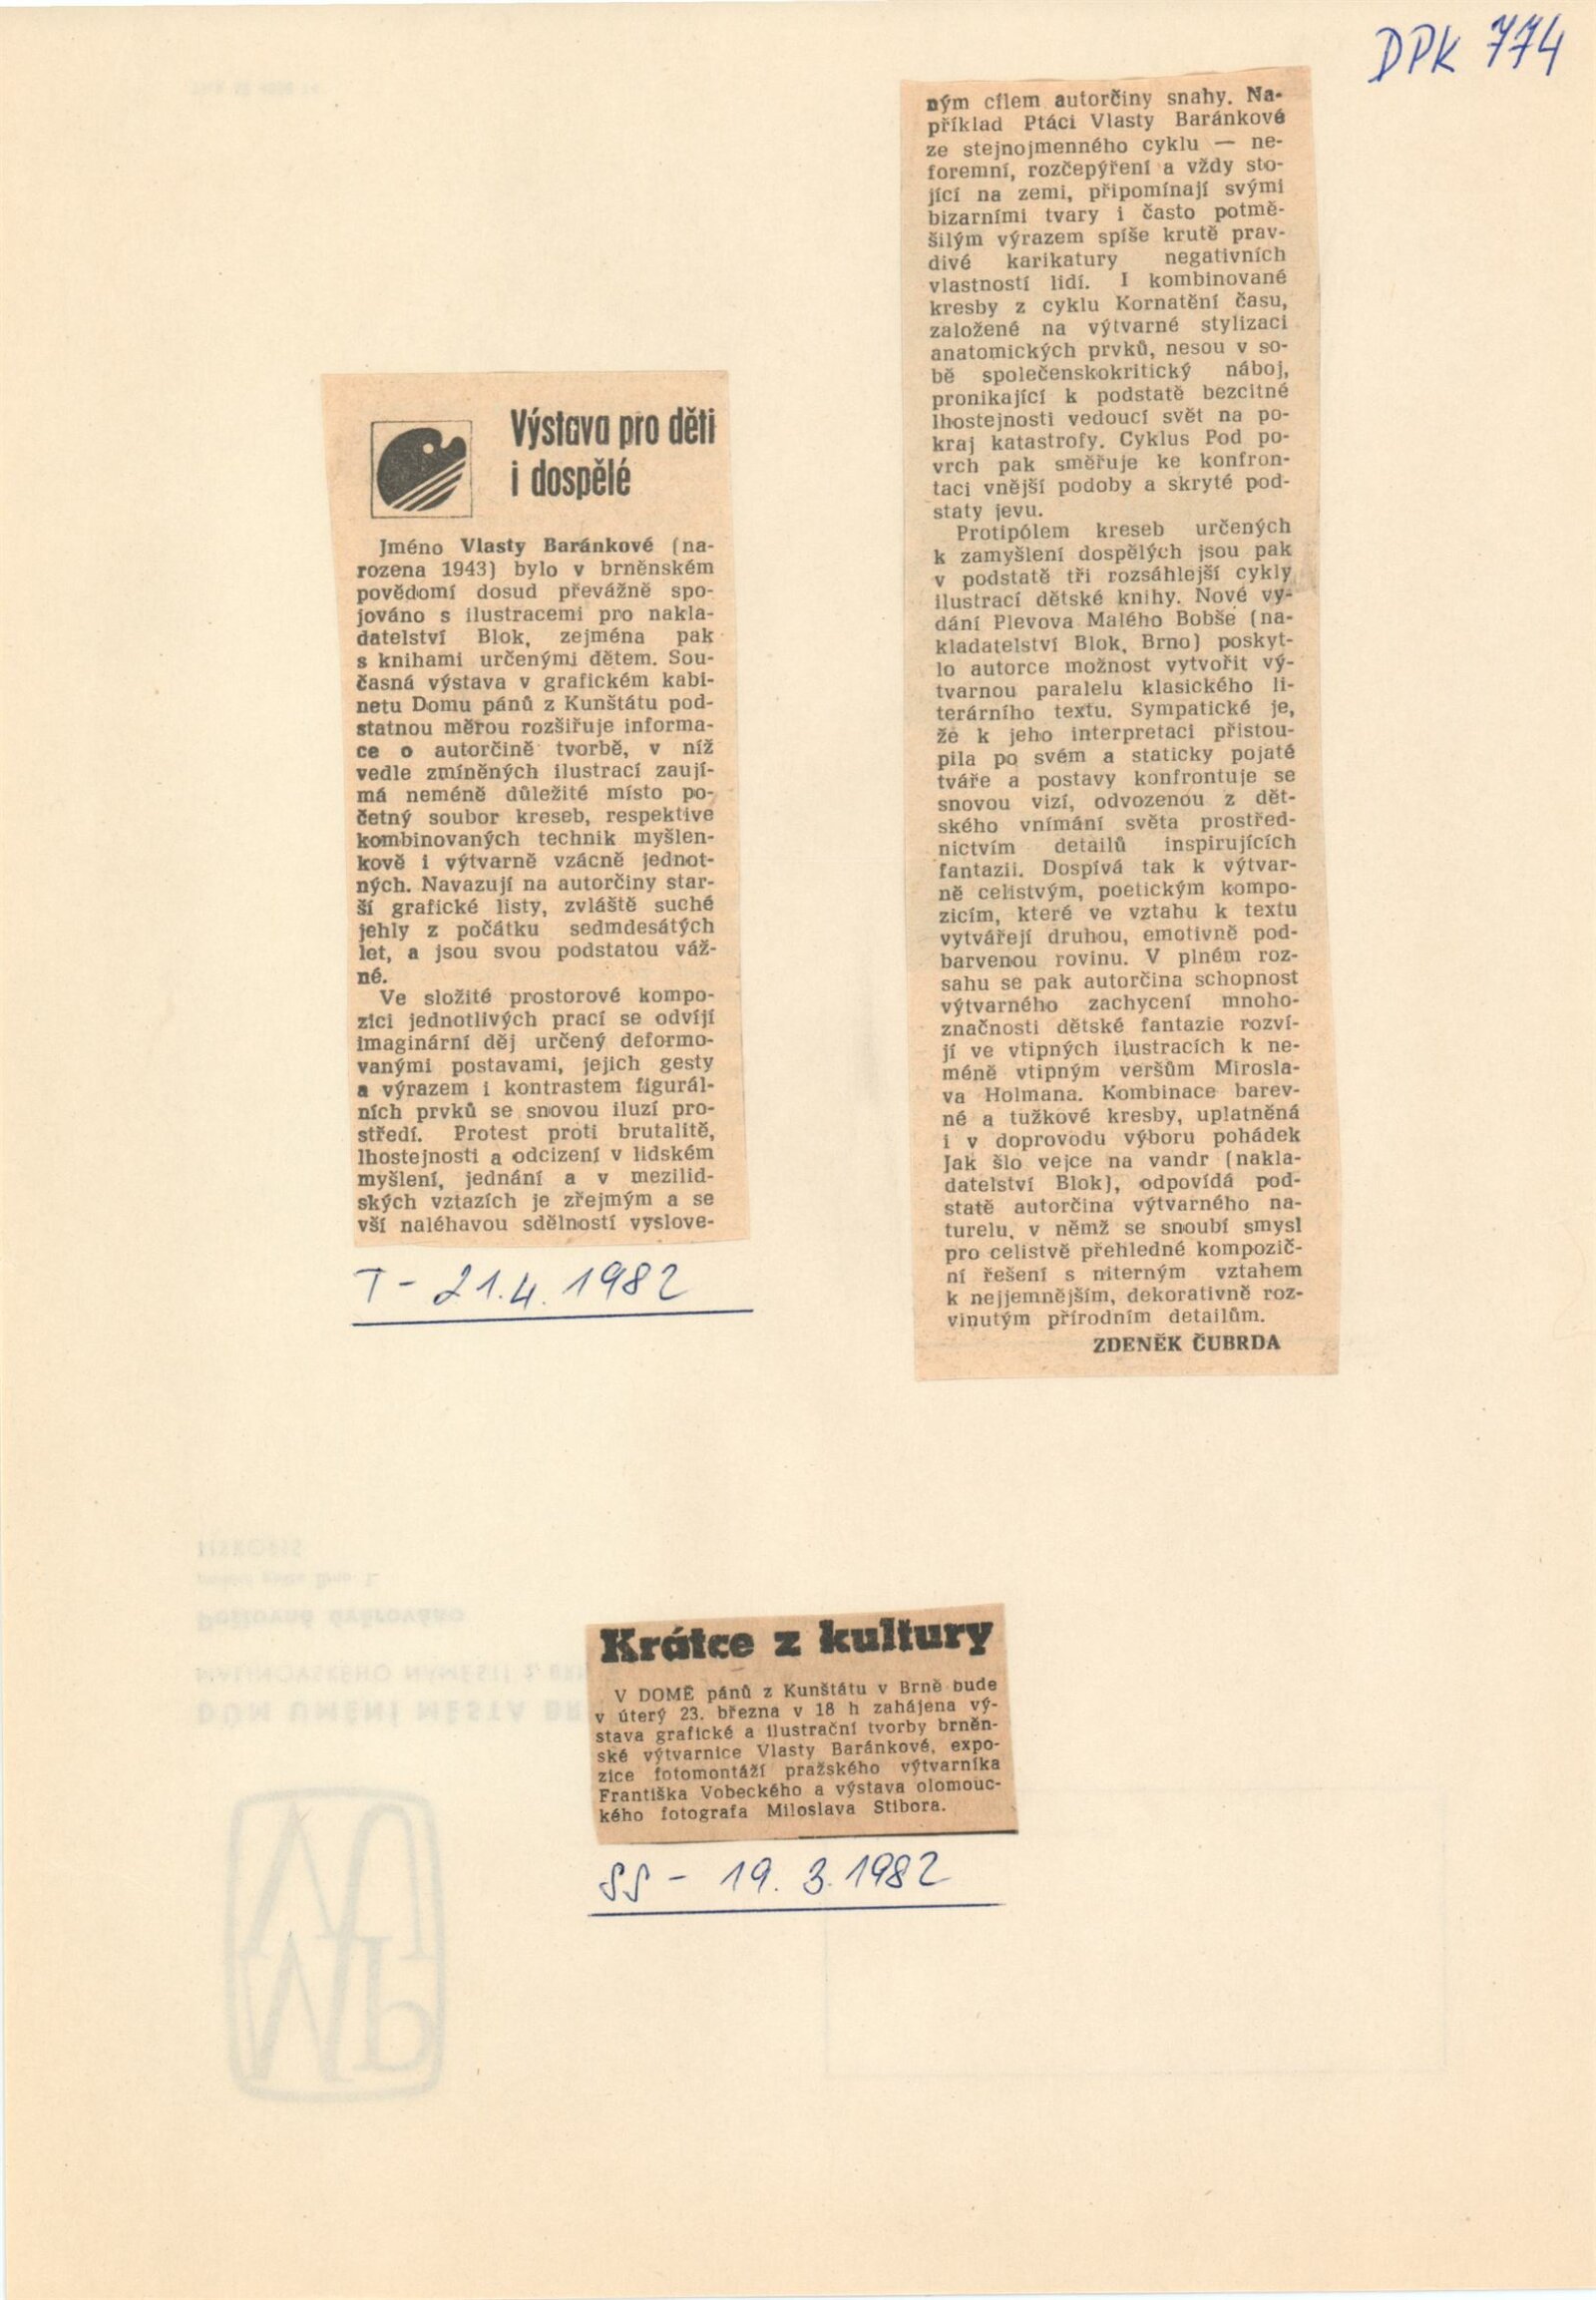 DPK 774
Výstava pro děti
i dospělé
Jméno Vlasty Baránkové (na-
rozena 1943) bylo v brněnském
povědomí dosud převážně spo-
jováno s ilustracemi pro nakla-
datelství Blok, zejména pak
s knihami určenými dětem. Sou-
časná výstava v grafickém kabi-
netu Domu pánů z Kunštátu pod-
statnou měrou rozšiřuje informa-
ce o autorčině tvorbě, v níž
vedle zmíněných ilustrací zaují-
má neméně důležité místo po-
četný soubor kreseb, respektive
kombinovaných technik myšlen-
kově i výtvarně vzácně jednot-
ných. Navazují na autorčiny star-
ší grafické listy, zvláště suché
jehly z počátku sedmdesátých
let, a jsou svou podstatou váž-
né.
Ve složité prostorové kompo-
zici jednotlivých prací se odvíjí
imaginární děj určený deformo-
vanými postavami, jejich gesty
a výrazem i kontrastem figurál-
ních prvků se snovou iluzí pro-
středí. Protest proti brutalitě,
lhostejnosti a odcizení v lidském
myšlení, jednání a v mezilid-
ských vztazích je zřejmým a se
vší naléhavou sdělností vyslove-
T - 21.4.1982
ným cílem autorčiny snahy. Na-
příklad Ptáci Vlasty Baránkové
ze stejnojmenného cyklu — ne-
foremní, rozčepýření a vždy sto-
jící na zemi, připomínají svými
bizarními tvary i často potmě-
šilým výrazem spíše krutě prav-
divé karikatury negativních
vlastností lidí. I kombinované
kresby z cyklu Kornatění času,
založené na výtvarné stylizaci
anatomických prvků, nesou v so-
bě společenskokritický náboj,
pronikající k podstatě bezcitné
lhostejnosti vedoucí svět na po-
kraj katastrofy. Cyklus Pod po-
vrch pak směřuje ke konfron-
taci vnější podoby a skryté pod-
staty jevu.
Protipólem kreseb určených
k zamyšlení dospělých jsou pak
v podstatě tři rozsáhlejší cykly
ilustrací dětské knihy. Nové vy-
dání Plevova Malého Bobše (na-
kladatelství Blok, Brno) poskyt-
lo autorce možnost vytvořit vý-
tvarnou paralelu klasického li-
terárního textu. Sympatické je,
že k jeho interpretaci přistou-
pila po svém a staticky pojaté
tváře a postavy konfrontuje se
snovou vizí, odvozenou z dět-
ského vnímání světa prostřed-
nictvím detailů inspirujících
fantazii. Dospívá tak k výtvar-
ně celistvým, poetickým kompo-
zicím, které ve vztahu k textu
vytvářejí druhou, emotivně pod-
barvenou rovinu. V plném roz-
sahu se pak autorčina schopnost
výtvarného zachycení mnoho-
značnosti dětské fantazie rozví-
jí ve vtipných ilustracích k ne-
méně vtipným veršům Mirosla-
va Holmana. Kombinace barev-
né a tužkové kresby, uplatněná
i v doprovodu výboru pohádek
Jak šlo vejce na vandr (nakla-
datelství Blok), odpovídá pod-
statě autorčina výtvarného na-
turelu, v němž se snoubí smysl
pro celistvě přehledné kompozič-
ní řešení s niterným vztahem
k nejjemnějším, dekorativně roz-
vinutým přírodním detailům.
ZDENĚK ČUBRDA
Krátce z kultury
V DOMĚ pánů z Kunštátu v Brně bude
v úterý 23. března v 18 h zahájena vý-
stava grafické a ilustrační tvorby brněn-
ské výtvarnice Vlasty Baránkové, expo-
zice fotomontáží pražského výtvarníka
Františka Vobeckého a výstava olomouc-
kého fotografa Miloslava Stibora.
SS - 19. 3. 1982